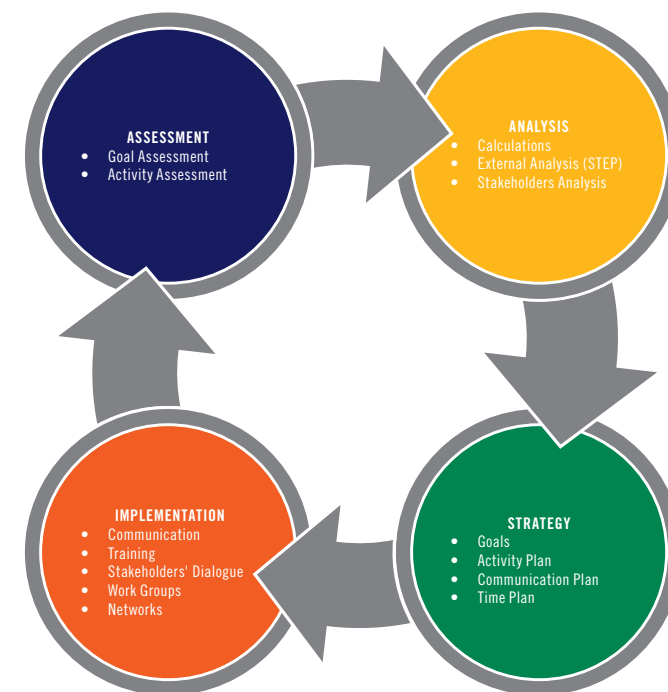 ASSESSMENT
• Goal Assessment
• Activity Assessment
ANALYSIS
• Calculations
• External Analysis (STEP)
• Stakeholders Analysis
IMPLEMENTATION
• Communication
• Training
• Stakeholders' Dialogue
• Work Groups
• Networks
STRATEGY
• Goals
• Activity Plan
• Communication Plan
• Time Plan